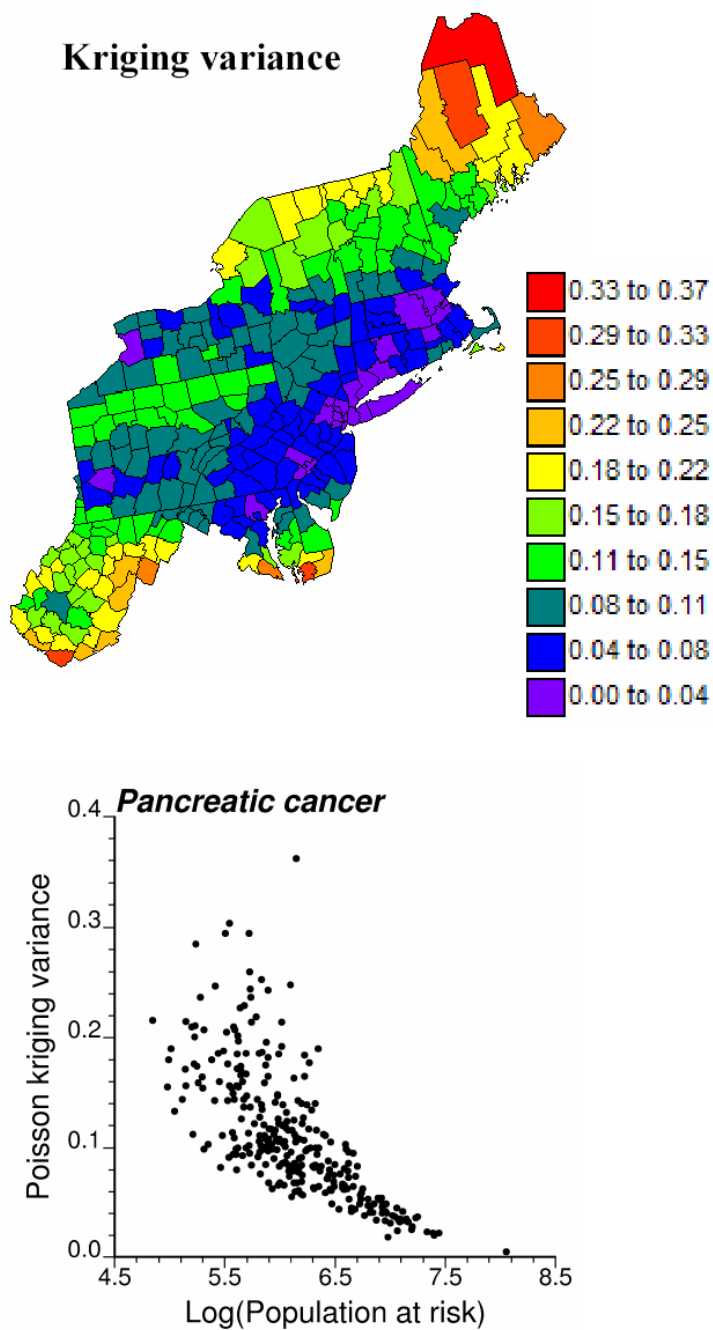 Kriging variance
0.33 to 0.37
0.29 to 0.33
0.25 to 0.29
0.22 to 0.25
0.18 to 0.22
0.15 to 0.18
0.11 to 0.15
0.08 to 0.11
0.04 to 0.08
0.00 to 0.04
Pancreatic cancer
Poisson kriging variance
0.4
0.3
0.2
0.1
0.0
4.5 5.5 6.5 7.5 8.5
Log(Population at risk)